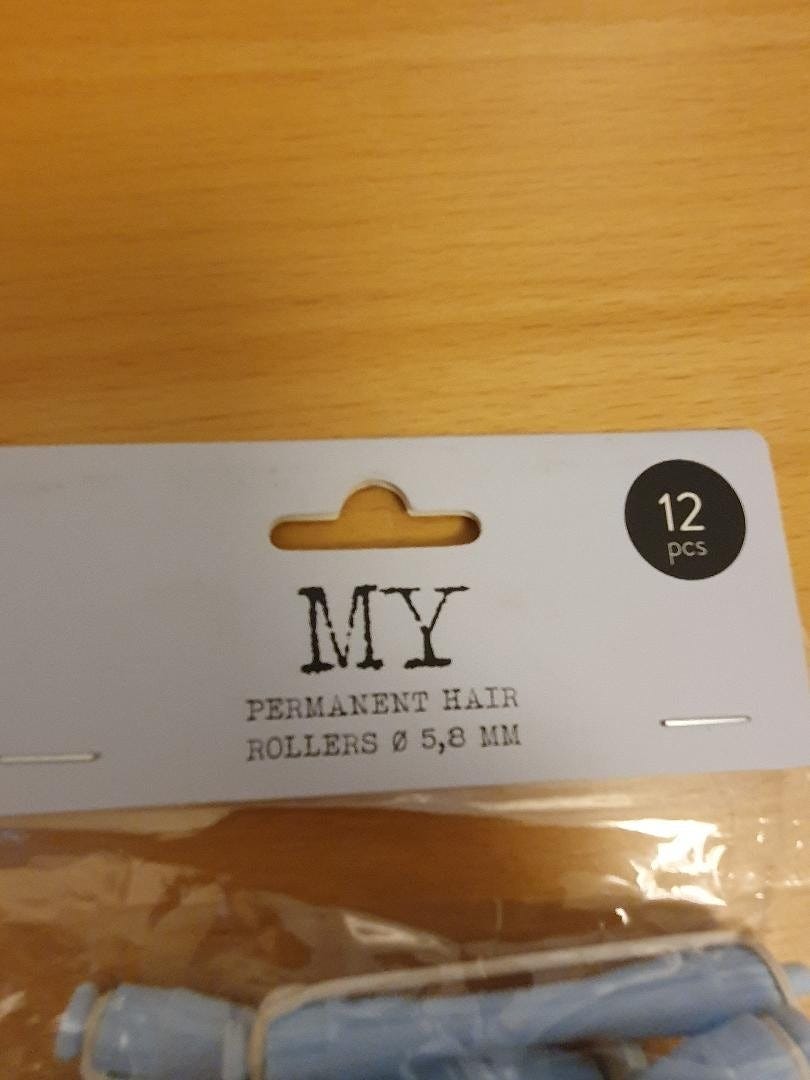 12
pcs
MY
PERMANENT HAIR
ROLLERS Ø 5,8 MM